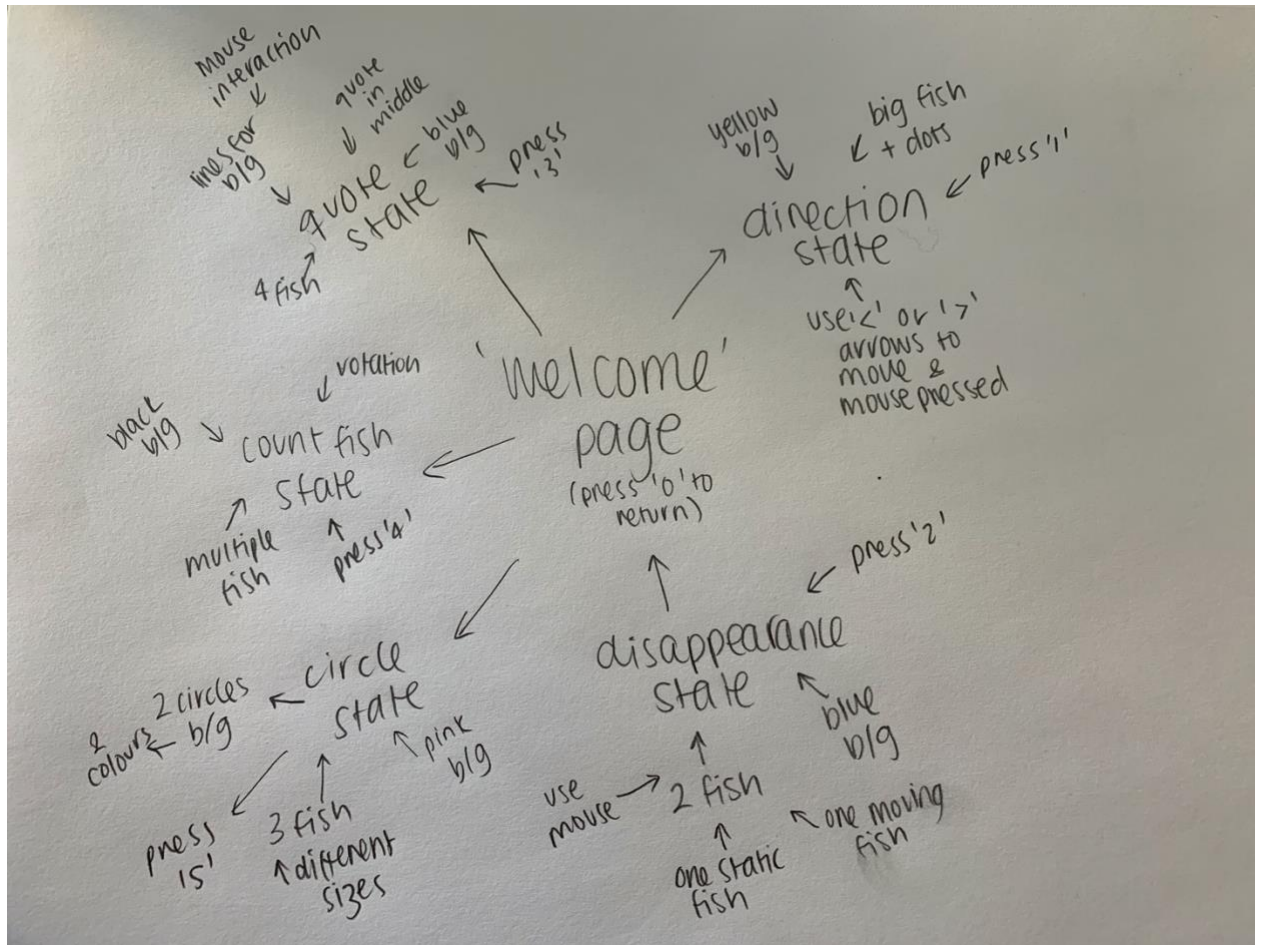 mouse
interaction
lines for
b/g
quote
in
middle
blue
b/g
press
'3'
quote
state
4 fish
yellow
b/g
big fish
+ dots
press '1'
direction
state
use '<' or '>'
arrows to
move &
mouse pressed
'welcome'
page
(press '0' to
return)
rotation
black
b/g
count fish
state
multiple
fish
press '4'
circle
state
2 circles
b/g
2
colours
pink
b/g
press
'5'
3 fish
different
sizes
press '2'
disappearance
state
blue
b/g
use
mouse
2 fish
one moving
fish
one static
fish